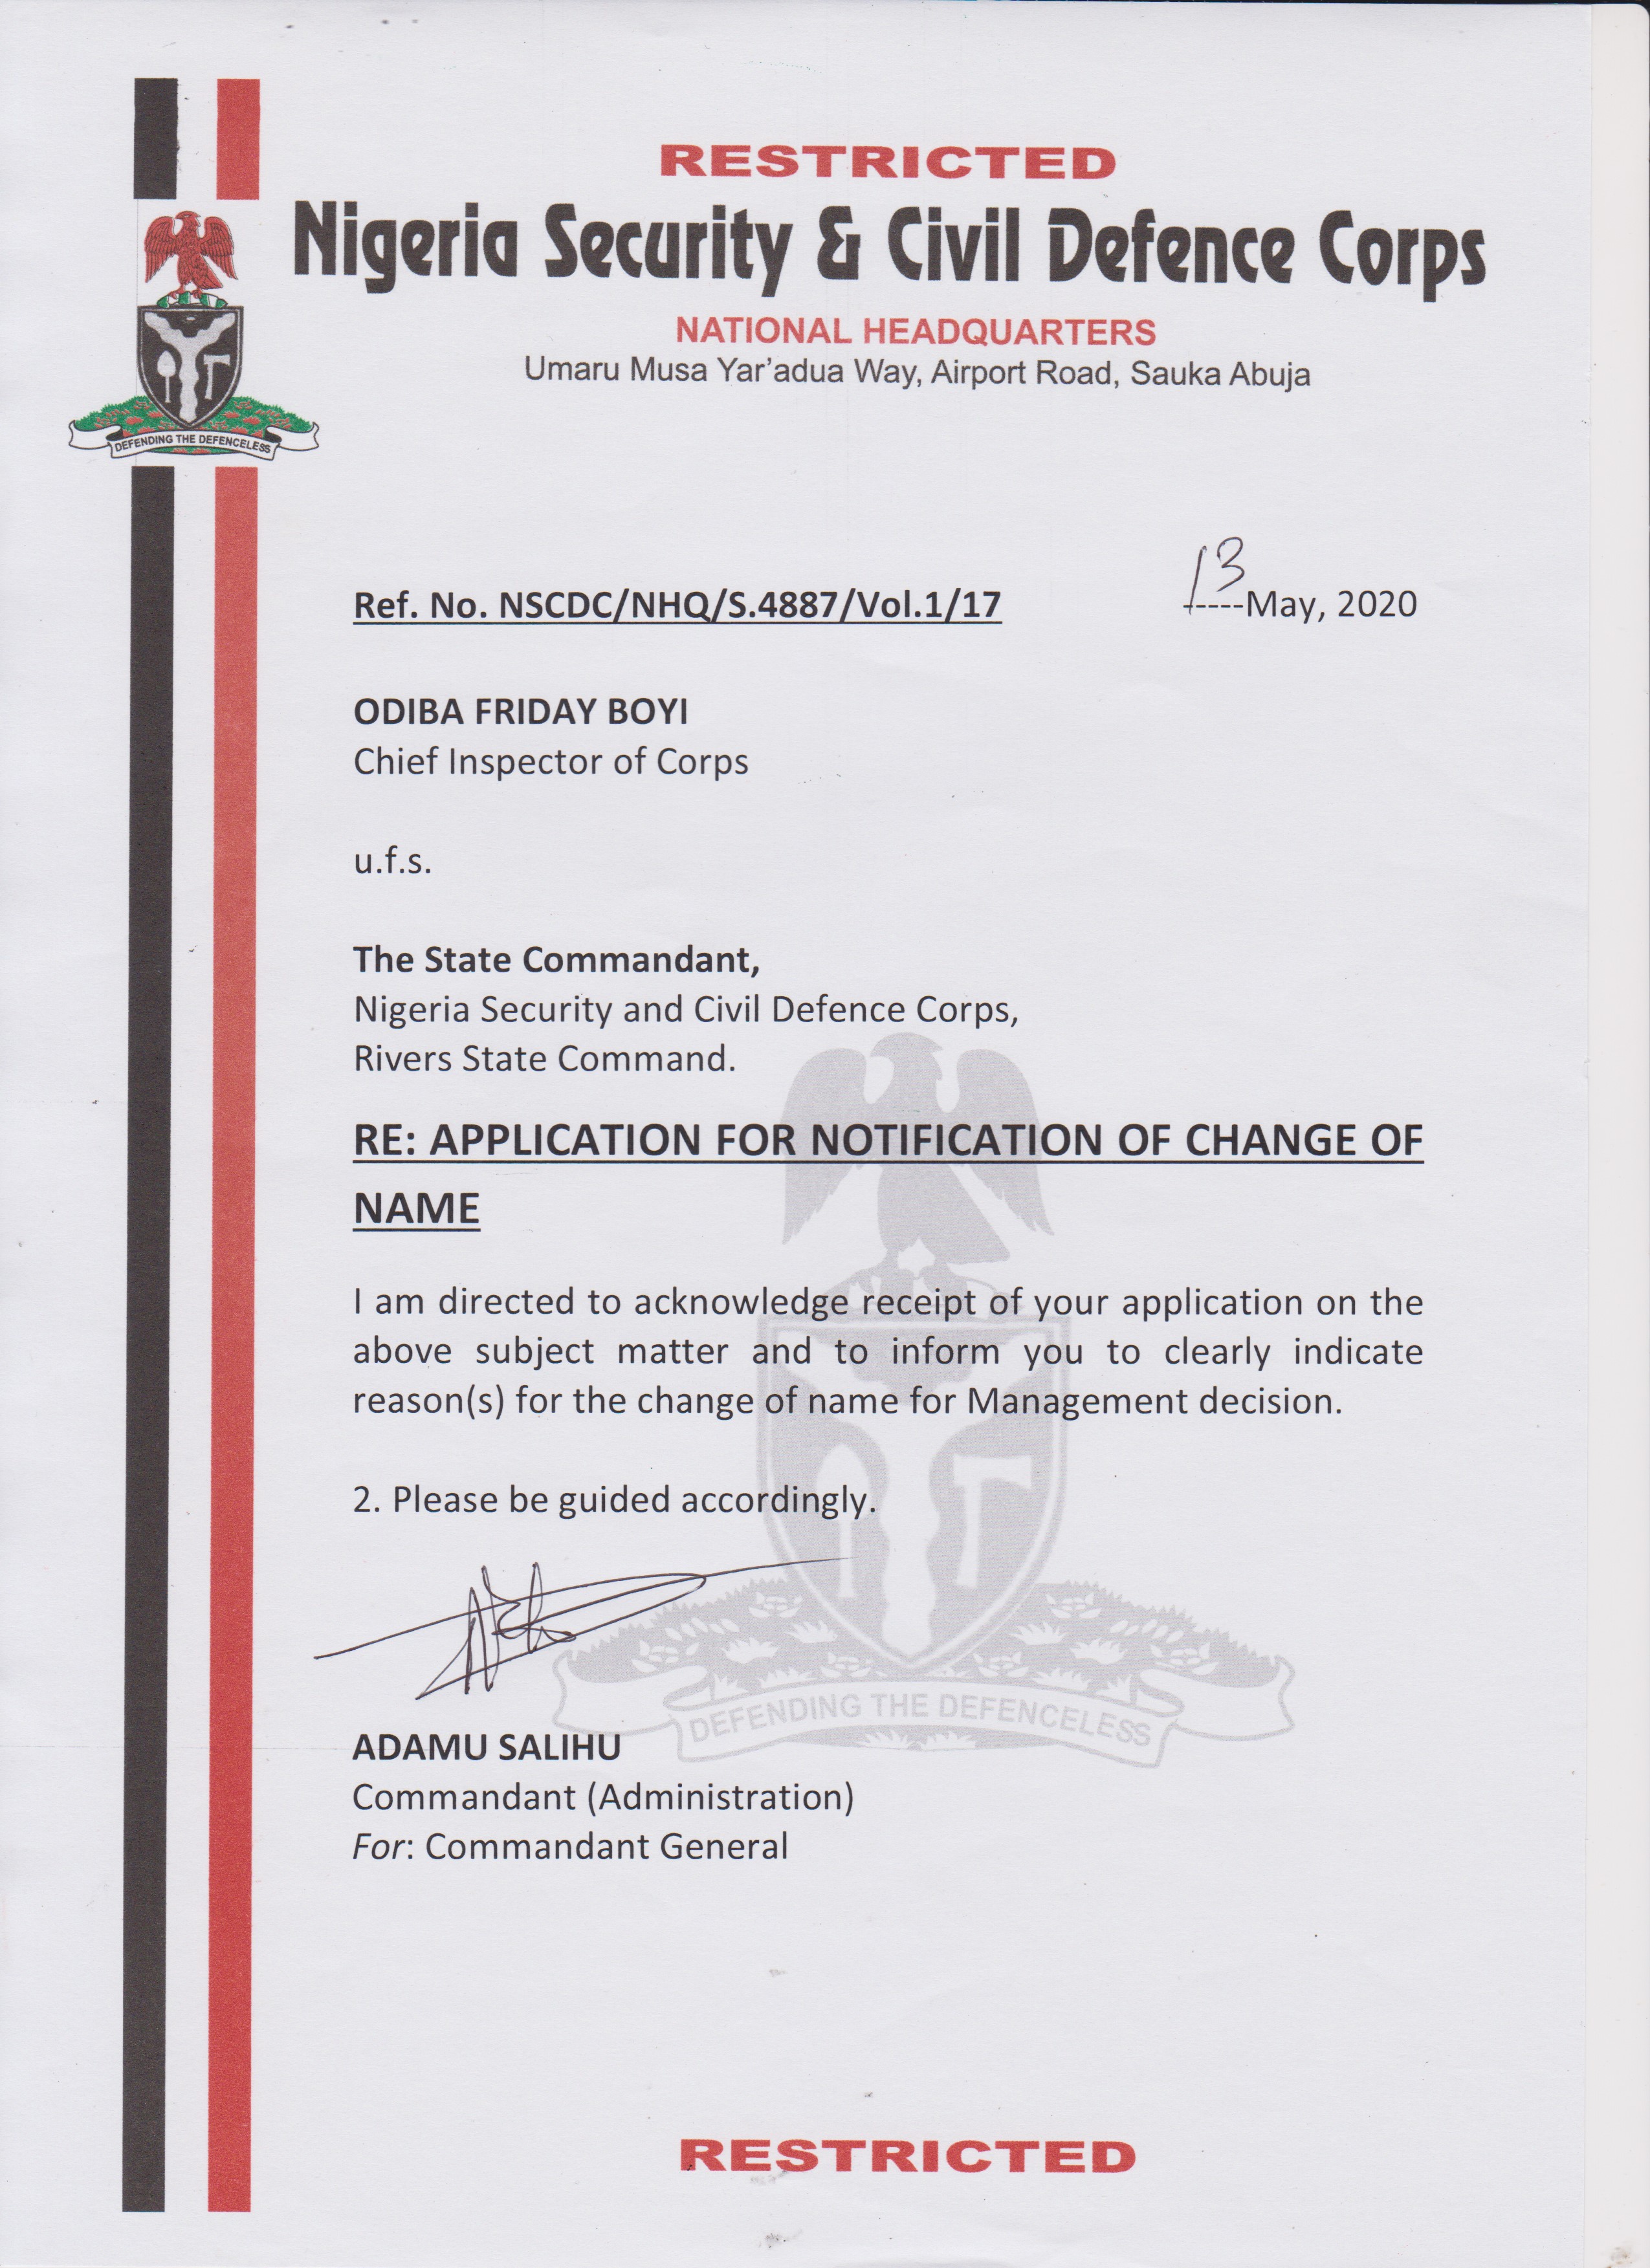 RESTRICTED
Nigeria Security & Civil Defence Corps
NATIONAL HEADQUARTERS
Umaru Musa Yar’adua Way, Airport Road, Sauka Abuja
DEFENDING THE DEFENCELESS
13
Ref. No. NSCDC/NHQ/S.4887/Vol.1/17 -----May, 2020
ODIBA FRIDAY BOYI
Chief Inspector of Corps
u.f.s.
The State Commandant,
Nigeria Security and Civil Defence Corps,
Rivers State Command.
RE: APPLICATION FOR NOTIFICATION OF CHANGE OF
NAME
I am directed to acknowledge receipt of your application on the
above subject matter and to inform you to clearly indicate
reason(s) for the change of name for Management decision.
2. Please be guided accordingly.
DEFENDING THE DEFENCELESS
ADAMU SALIHU
Commandant (Administration)
For: Commandant General
RESTRICTED